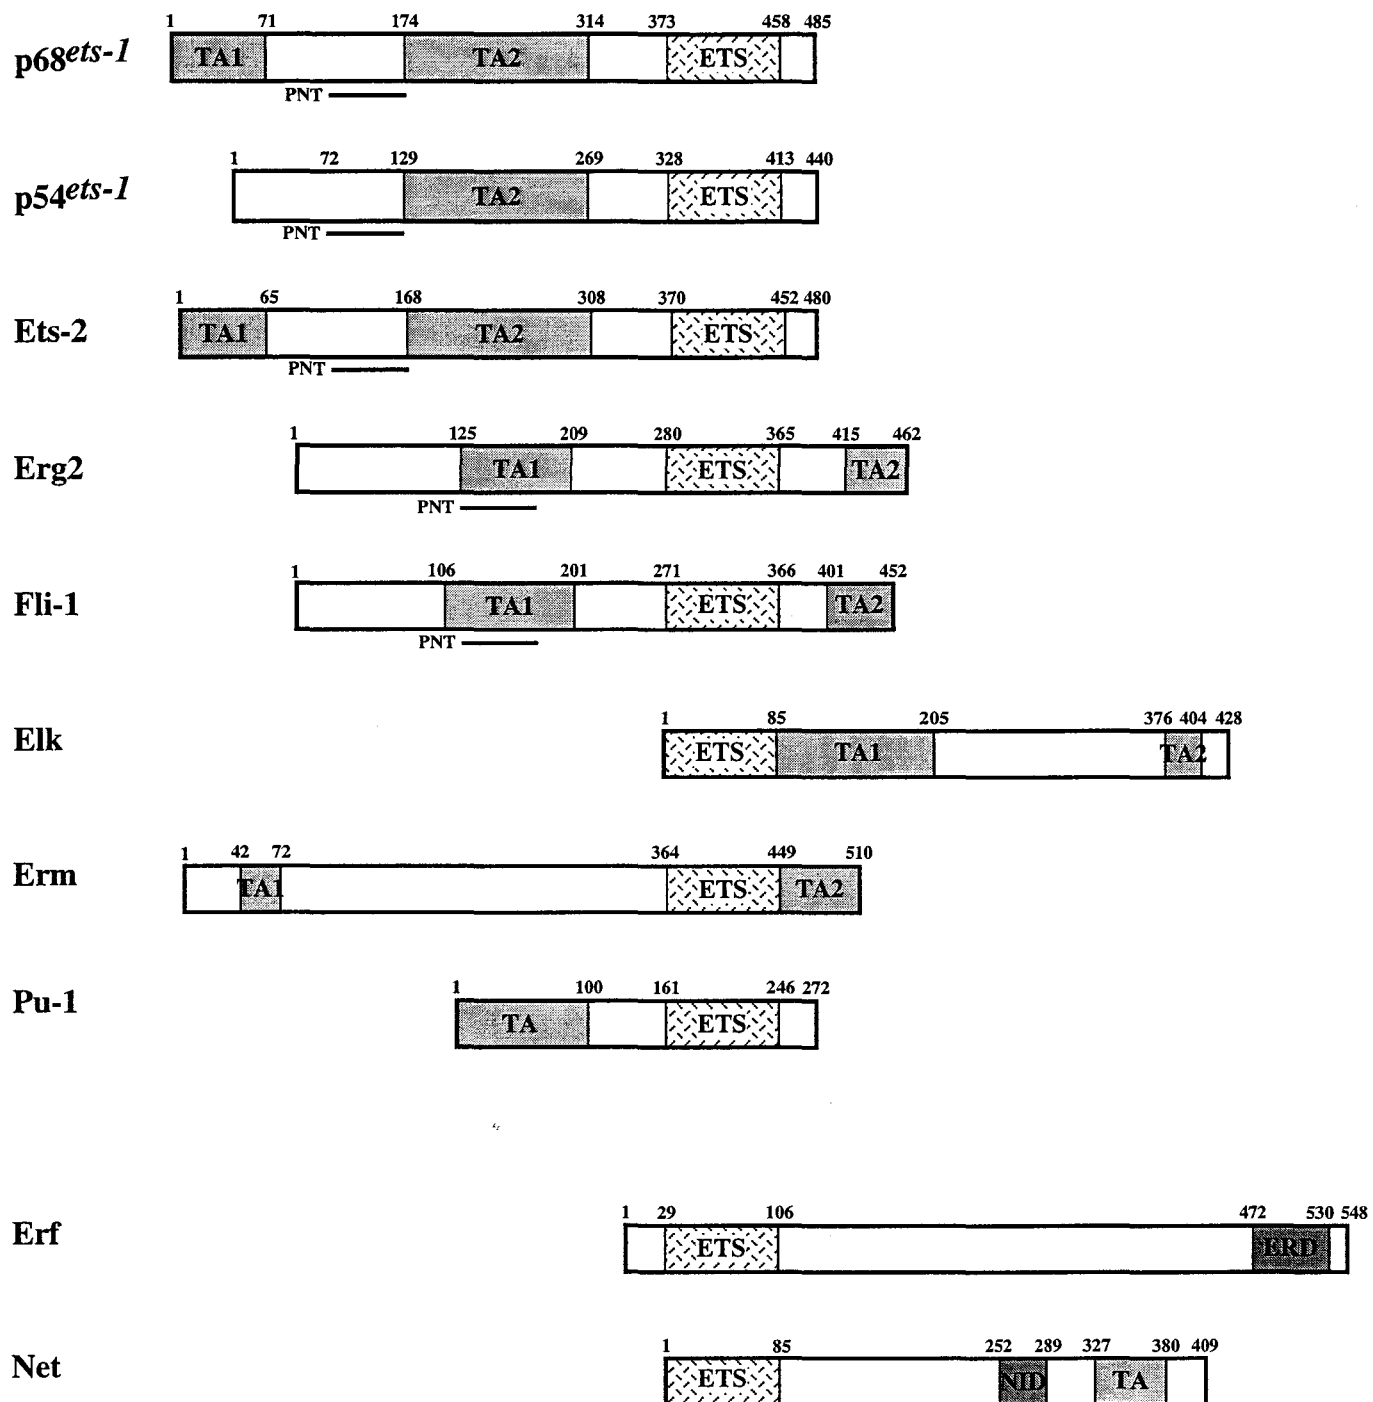 1 71 174 314 373 458 485
p68ets-1 TA1 TA2 ETS
PNT
1 72 129 269 328 413 440
p54ets-1 TA2 ETS
PNT
1 65 168 308 370 452 480
Ets-2 TA1 TA2 ETS
PNT
1 125 209 280 365 415 462
Erg2 TA1 ETS TA2
PNT
1 106 201 271 366 401 452
Fli-1 TA1 ETS TA2
PNT
1 85 205 376 404 428
Elk ETS TA1 TA2
1 42 72 364 449 510
Erm TA1 ETS TA2
1 100 161 246 272
Pu-1 TA ETS
1 29 106 472 530 548
Erf ETS ERD
1 85 252 289 327 380 409
Net ETS NID TA